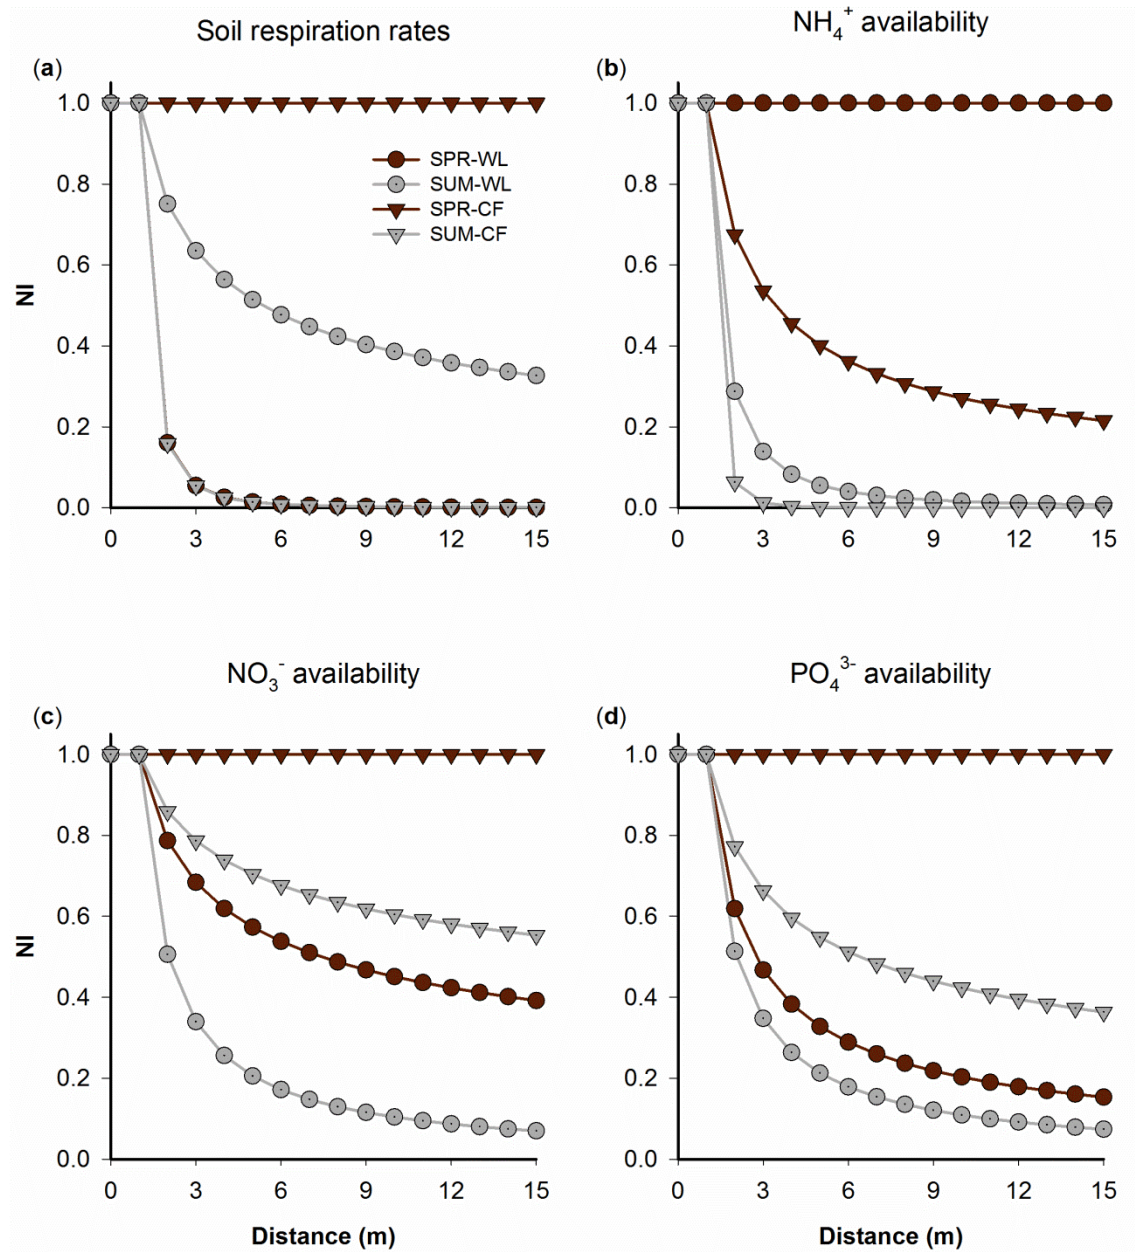 Soil respiration rates
NH₄⁺ availability
(a)
(b)
1.0
0.8
0.6
0.4
0.2
0.0
NI
SPR-WL
SUM-WL
SPR-CF
SUM-CF
0 3 6 9 12 15
1.0
0.8
0.6
0.4
0.2
0.0
0 3 6 9 12 15
NO₃⁻ availability
PO₄³⁻ availability
(c)
(d)
1.0
0.8
0.6
0.4
0.2
0.0
NI
0 3 6 9 12 15
Distance (m)
1.0
0.8
0.6
0.4
0.2
0.0
0 3 6 9 12 15
Distance (m)